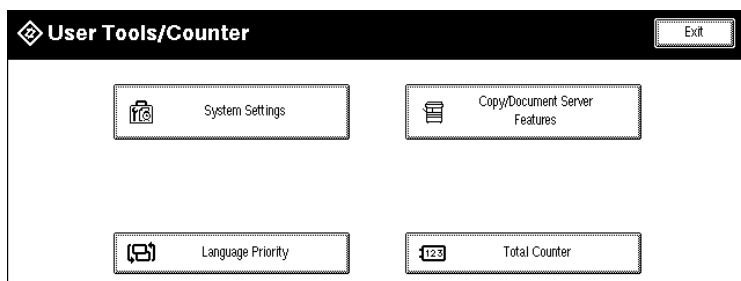 User Tools/Counter
Exit
System Settings
Copy/Document Server
Features
Language Priority
123
Total Counter